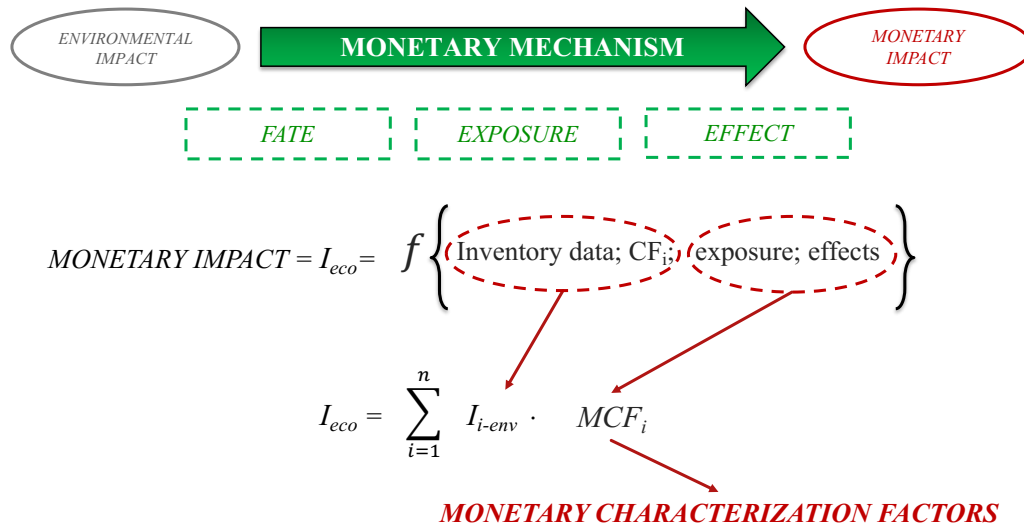 ENVIRONMENTAL
IMPACT
MONETARY MECHANISM
MONETARY
IMPACT
FATE
EXPOSURE
EFFECT
MONETARY IMPACT = I_eco = f { Inventory data; CF_i; exposure; effects }
I_eco = ∑_{i=1}^{n} I_{i-env} · MCF_i
MONETARY CHARACTERIZATION FACTORS